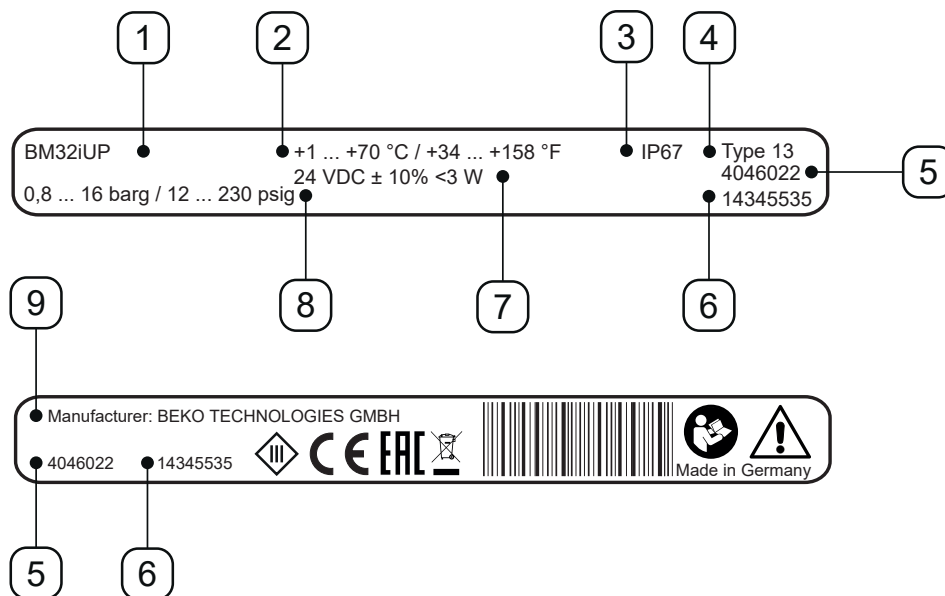 1 2 3 4
BM32iUP +1 ... +70 °C / +34 ... +158 °F IP67 Type 13
24 VDC ± 10% <3 W 4046022 5
0,8 ... 16 barg / 12 ... 230 psig 14345535
9 8 7 6
Manufacturer: BEKO TECHNOLOGIES GMBH
4046022 14345535 III CE EAC
Made in Germany
5 6